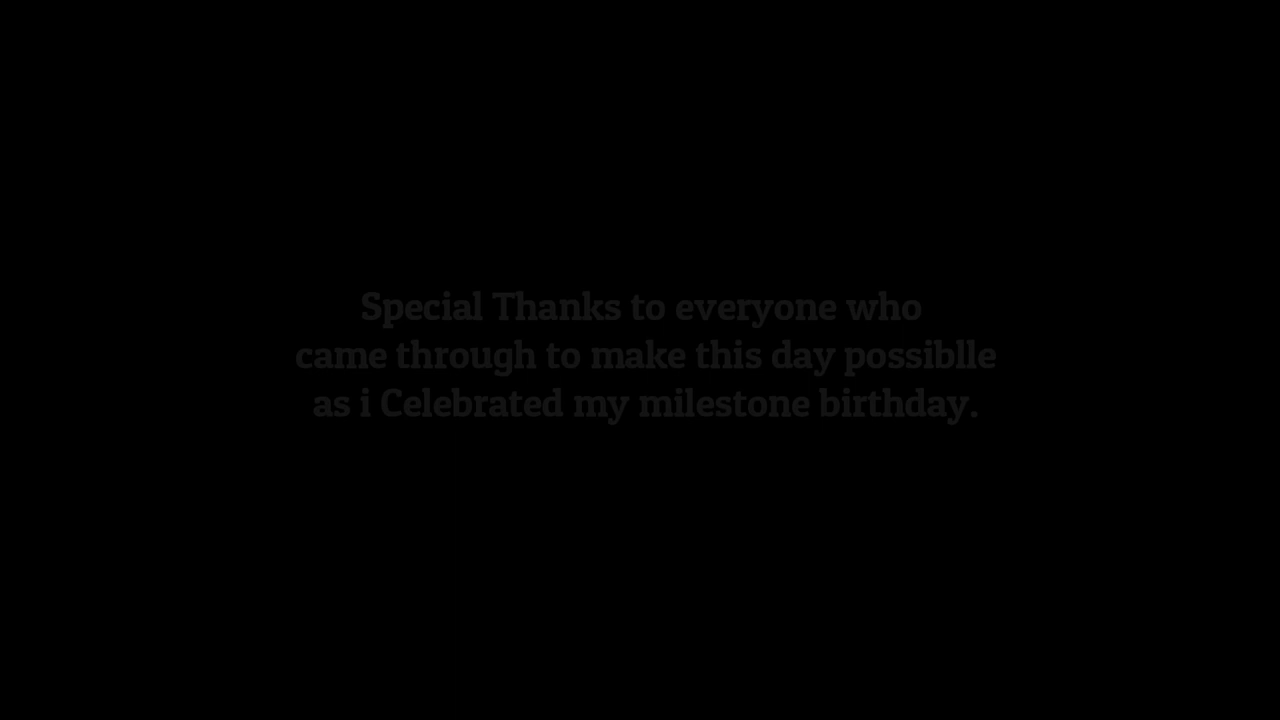 Special Thanks to everyone who
came through to make this day possiblle
as i Celebrated my milestone birthday.